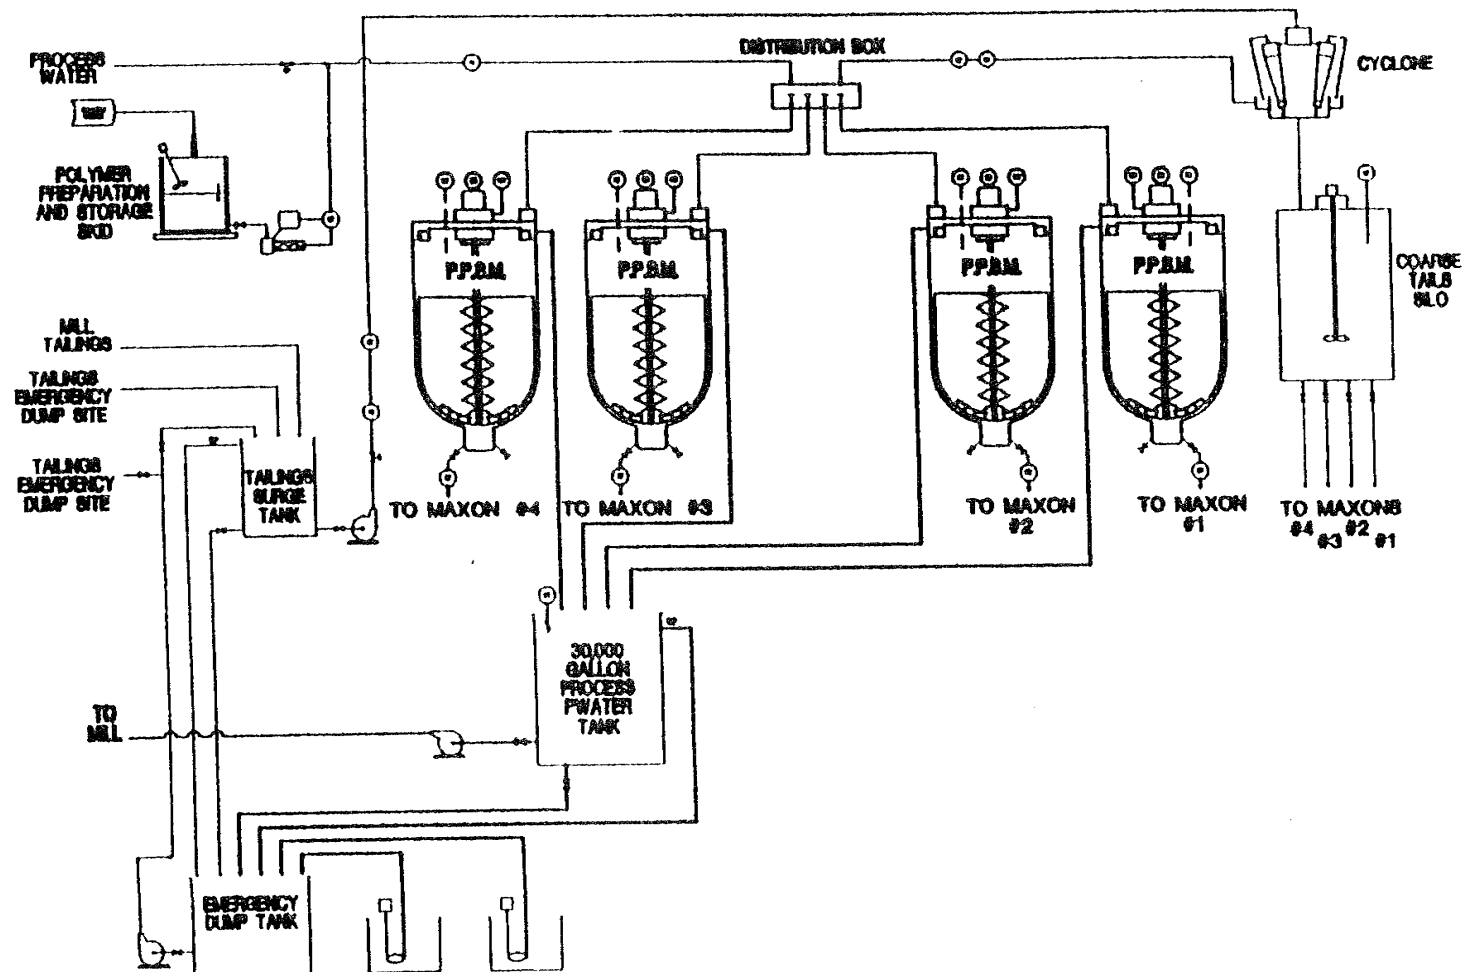 DISTRIBUTION BOX
PROCESS
WATER
CYCLONE
POLYMER
PREPARATION
AND STORAGE
SKID
P.P.S.M.
P.P.S.M.
P.P.S.M.
P.P.S.M.
COARSE
TAILS
SILO
MILL
TAILINGS
TAILINGS
EMERGENCY
DUMP SITE
TAILINGS
EMERGENCY
DUMP SITE
TAILINGS
SURGE
TANK
TO MAXON #4
TO MAXON #3
TO MAXON
#2
TO MAXON
#1
TO MAXONS
#4 #3 #2 #1
30,000
GALLON
PROCESS
PWATER
TANK
TO
MILL
EMERGENCY
DUMP TANK